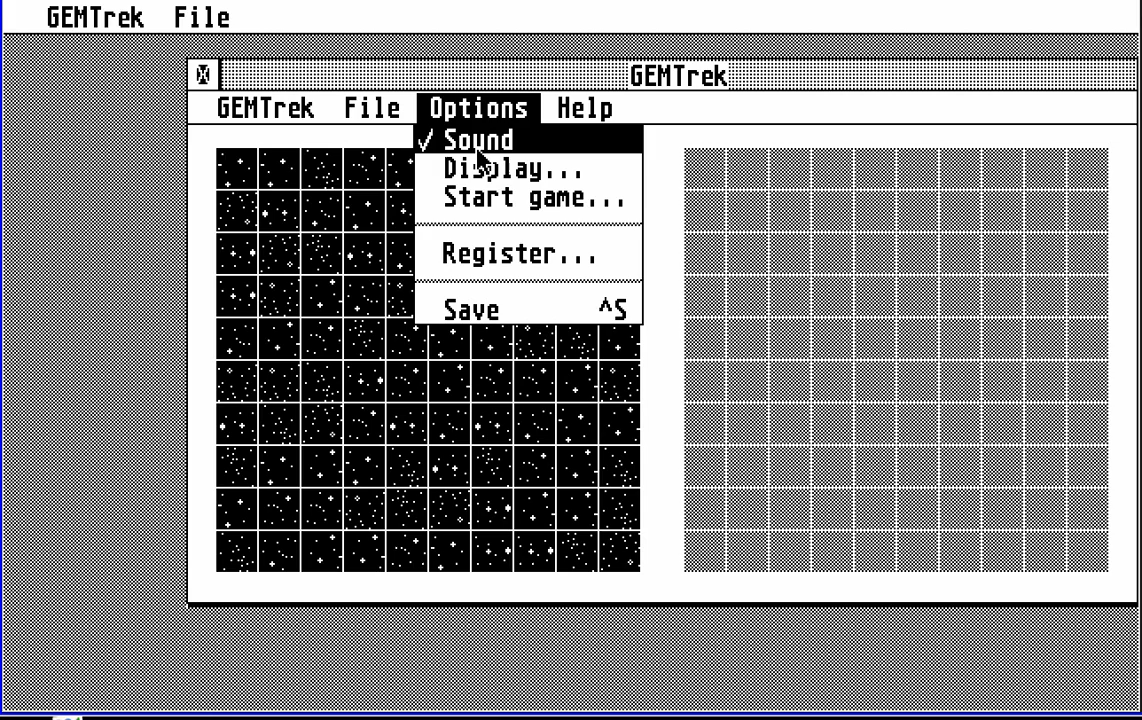 GEMTrek File
GEMTrek
GEMTrek File Options Help
✓ Sound
Display...
Start game...
Register...
Save ^S